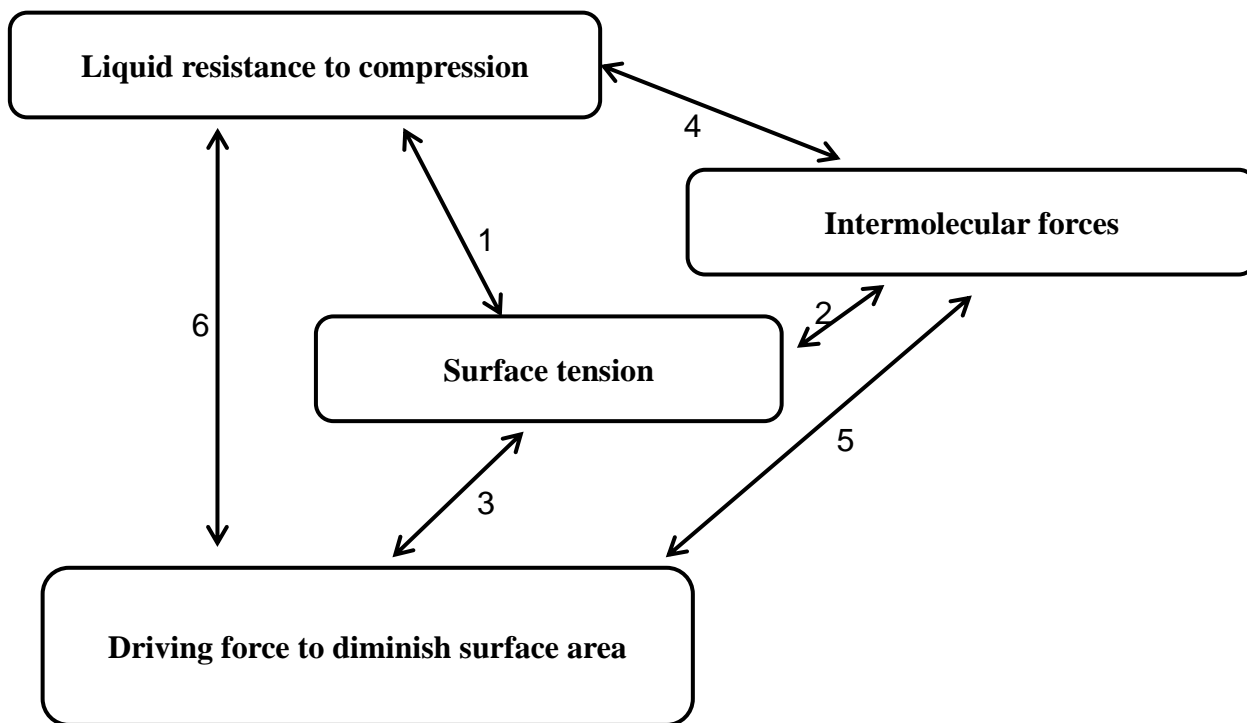 Liquid resistance to compression
4
Intermolecular forces
1
2
6
Surface tension
5
3
Driving force to diminish surface area